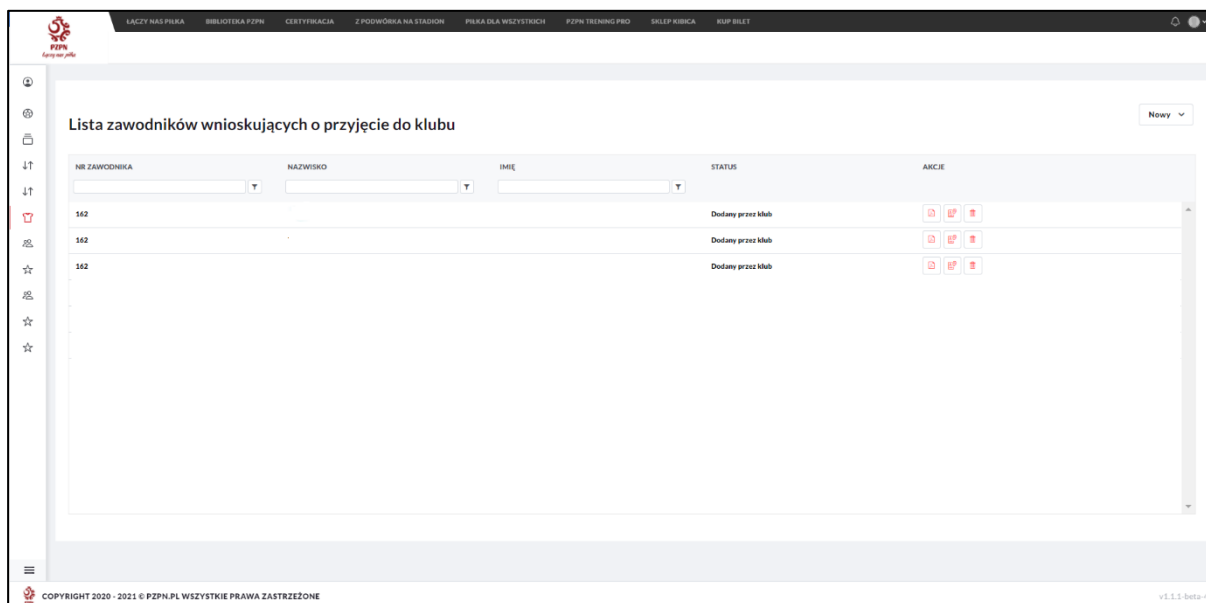 ŁĄCZY NAS PIŁKA BIBLIOTEKA PZPN CERTYFIKACJA Z PODWÓRKA NA STADION PIŁKA DLA WSZYSTKICH PZPN TRENING PRO SKLEP KIBICA KUP BILET
PZPN
Łączy nas piłka
Lista zawodników wnioskujących o przyjęcie do klubu
Nowy
NR ZAWODNIKA NAZWISKO IMIĘ STATUS AKCJE
162 Dodany przez klub
162 Dodany przez klub
162 Dodany przez klub
COPYRIGHT 2020 - 2021 © PZPN.PL WSZYSTKIE PRAWA ZASTRZEŻONE
v1.1.1-beta-